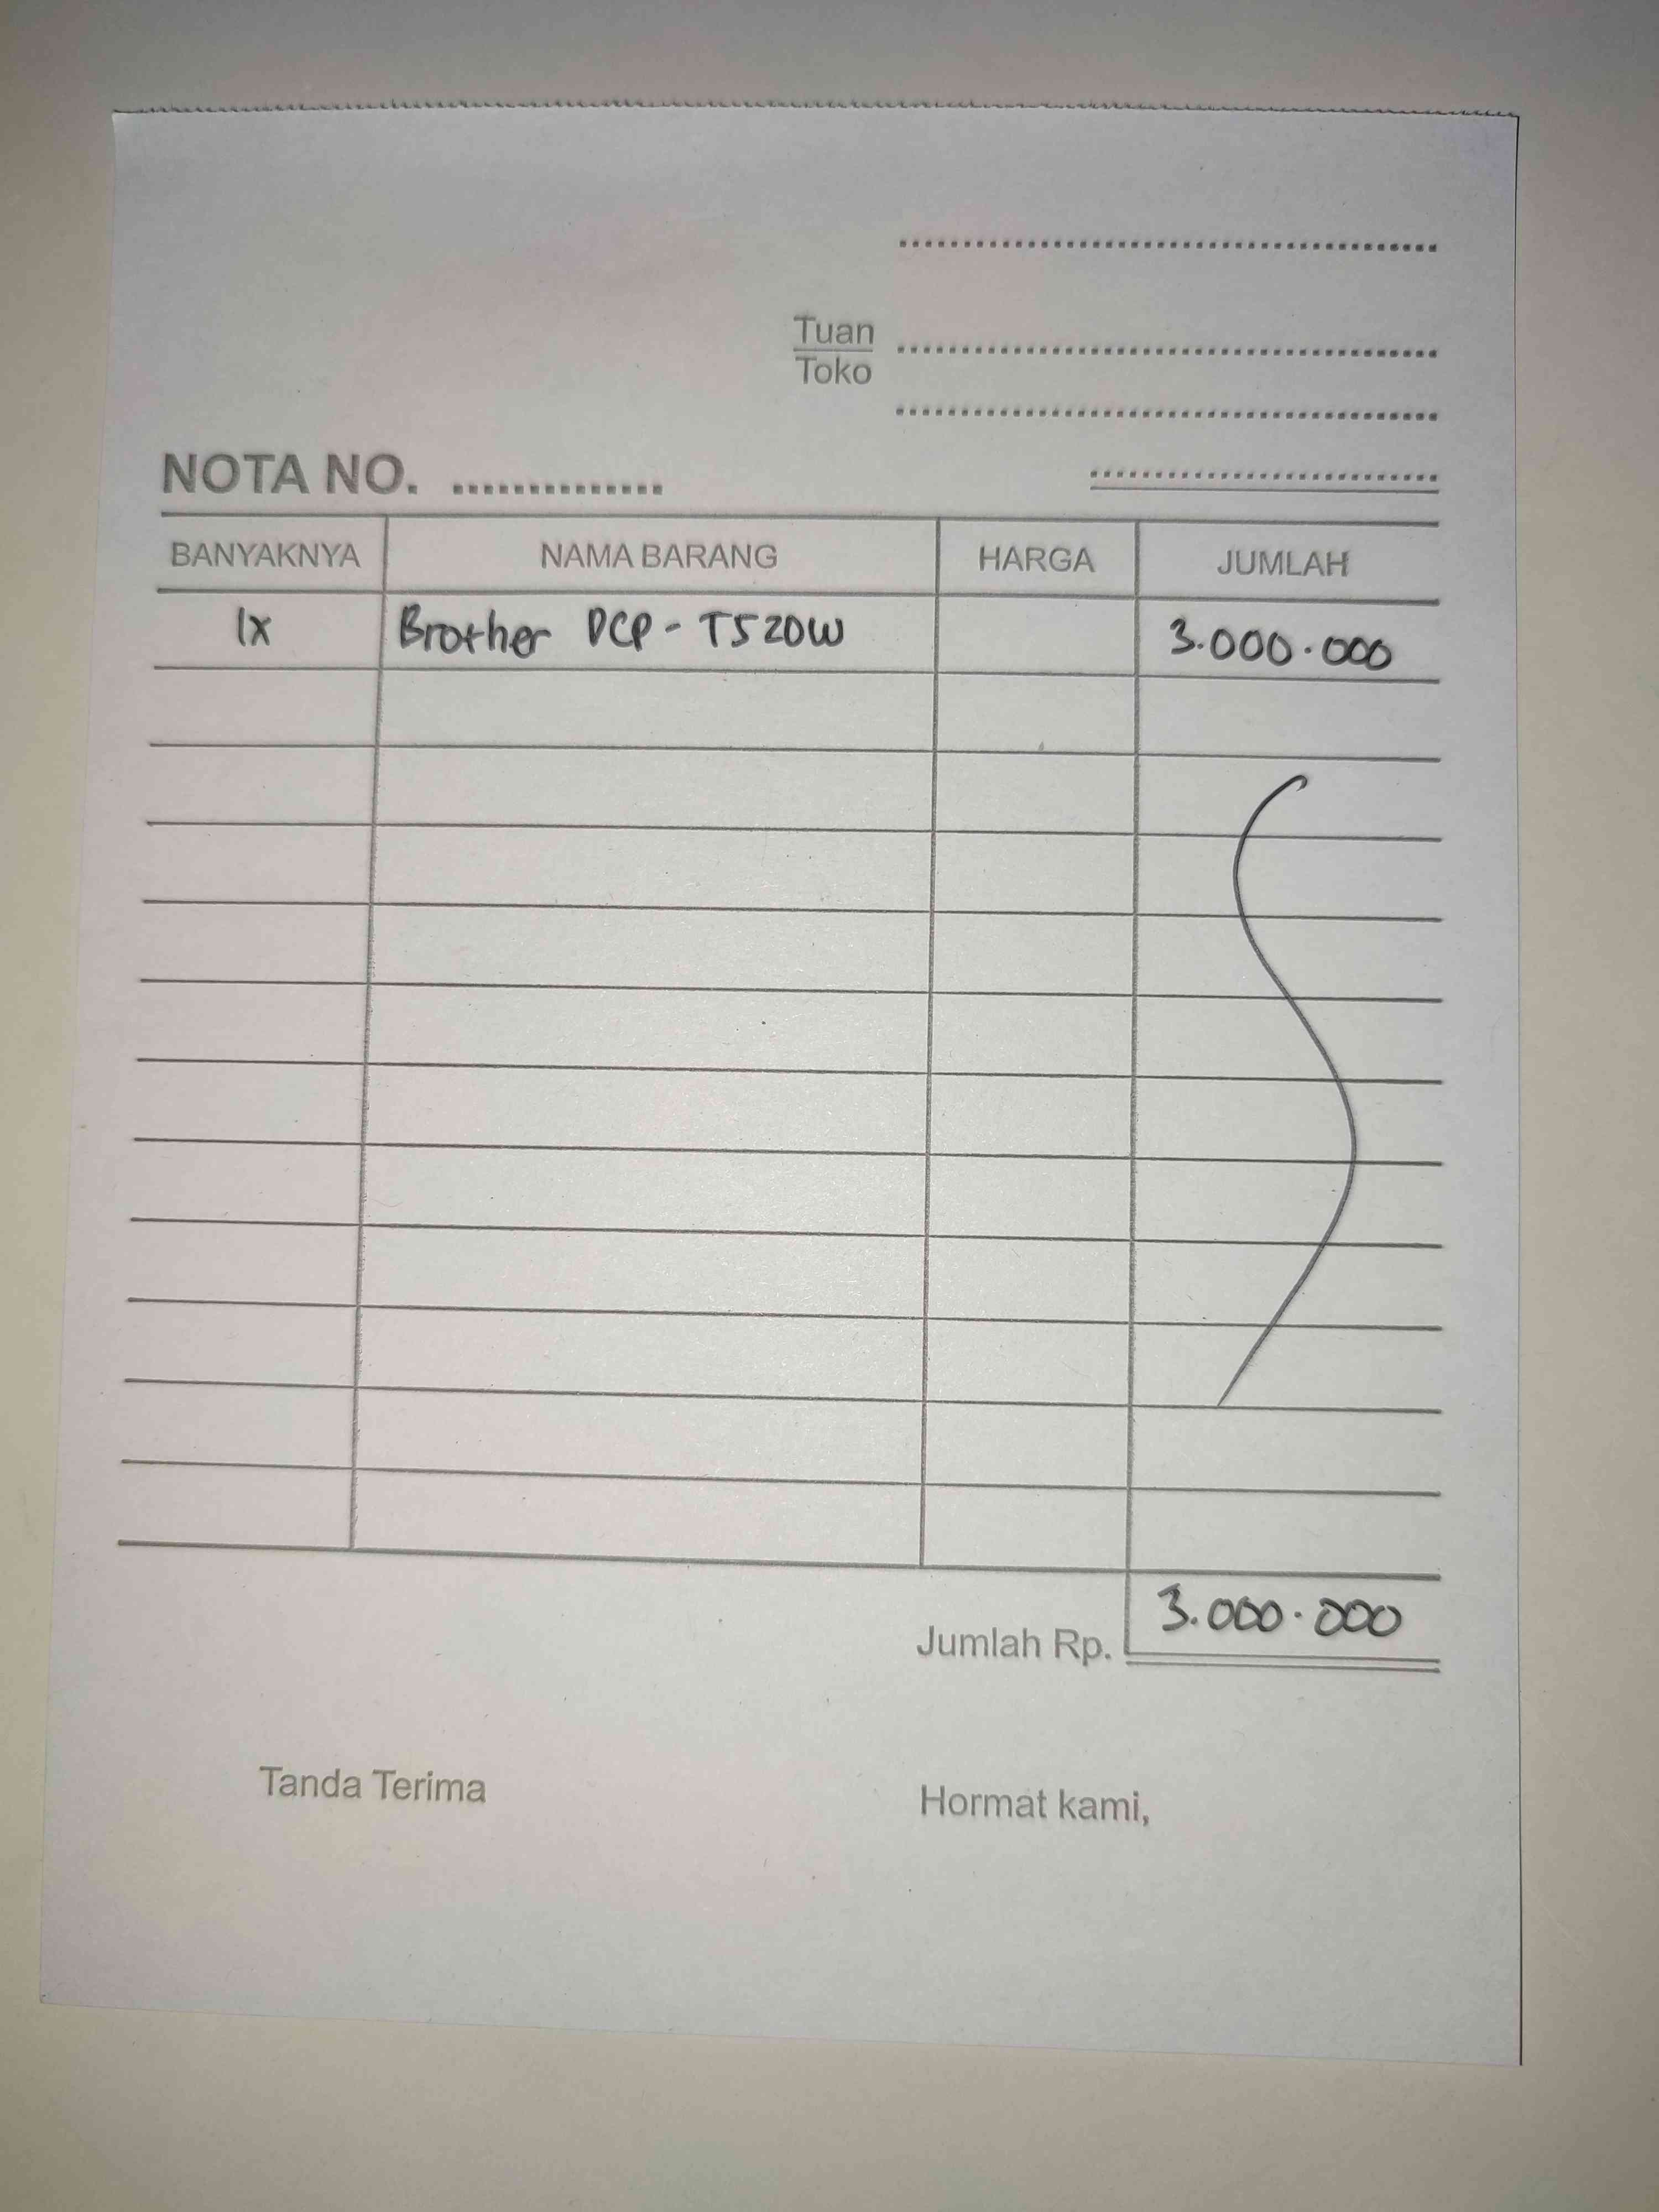 Tuan
Toko
NOTA NO. ..............
BANYAKNYA NAMA BARANG HARGA JUMLAH
1x Brother DCP-T520W 3.000.000
Jumlah Rp. 3.000.000
Tanda Terima Hormat kami,